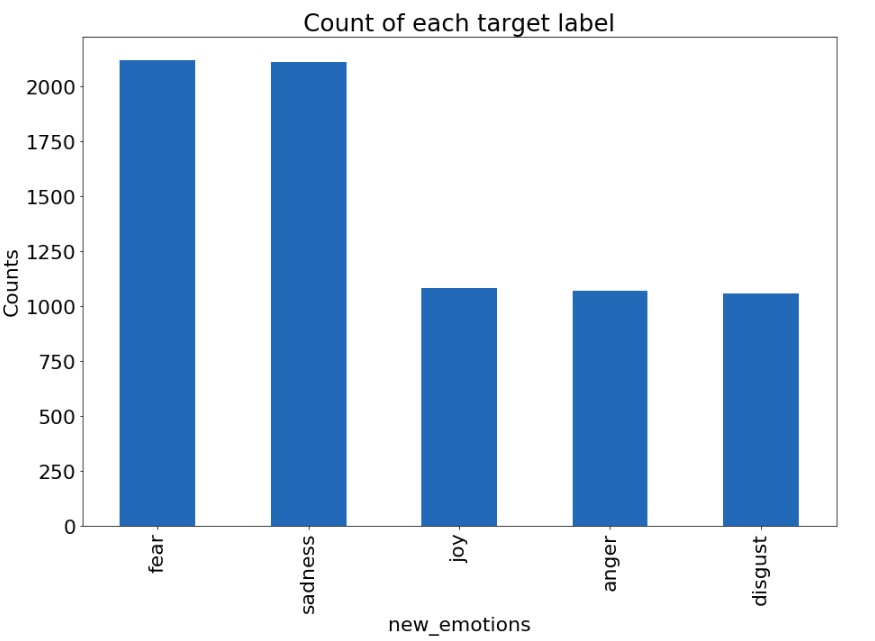 Count of each target label
2000
1750
1500
1250
1000
750
500
250
0
Counts
fear
sadness
joy
anger
disgust
new_emotions